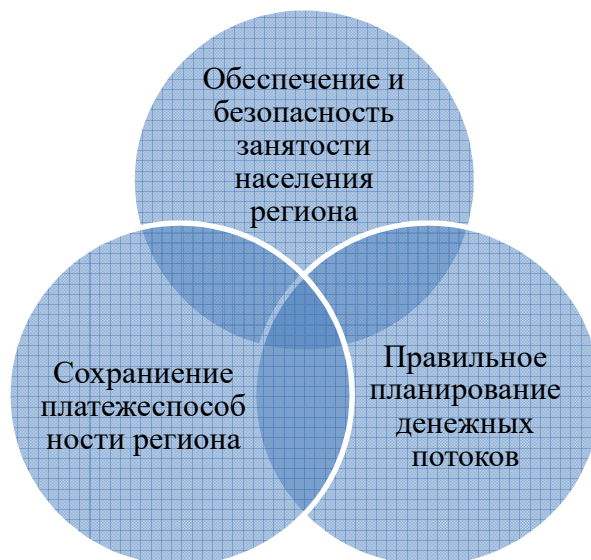 Обеспечение и
безопасность
занятости
населения
региона
Сохраниение
платежеспособ
ности региона
Правильное
планирование
денежных
потоков